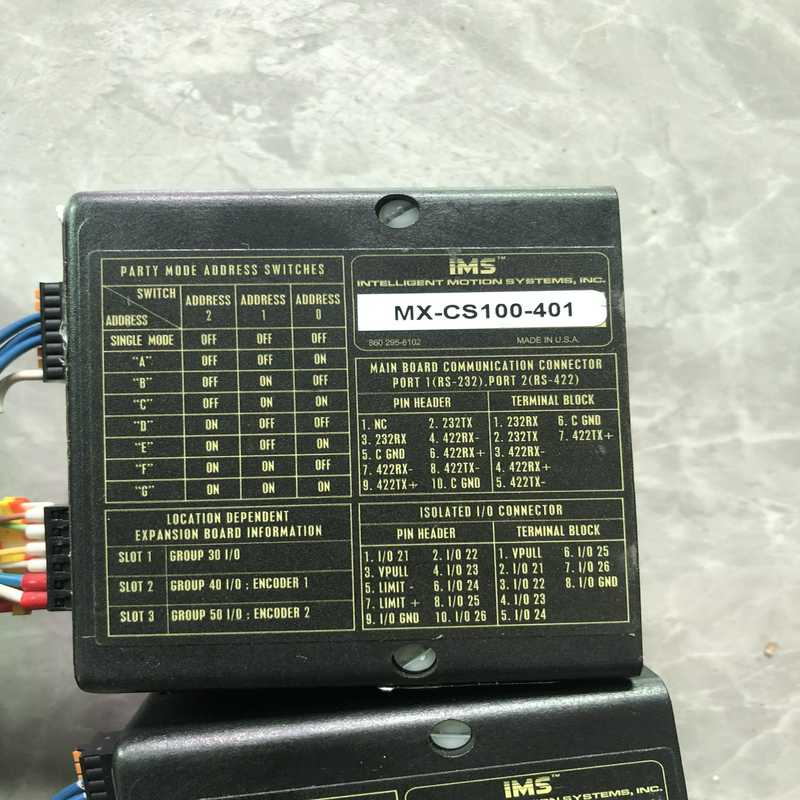 PARTY MODE ADDRESS SWITCHES
SWITCH ADDRESS 2 ADDRESS 1 ADDRESS 0
ADDRESS
SINGLE MODE OFF OFF OFF
"A" OFF OFF ON
"B" OFF ON OFF
"C" OFF ON ON
"D" ON OFF OFF
"E" ON OFF ON
"F" ON ON OFF
"G" ON ON ON
LOCATION DEPENDENT
EXPANSION BOARD INFORMATION
SLOT 1 GROUP 30 I/O
SLOT 2 GROUP 40 I/O ; ENCODER 1
SLOT 3 GROUP 50 I/O ; ENCODER 2
IMS™
INTELLIGENT MOTION SYSTEMS, INC.
MX-CS100-401
860 295-6102 MADE IN U.S.A.
MAIN BOARD COMMUNICATION CONNECTOR
PORT 1(RS-232), PORT 2(RS-422)
PIN HEADER TERMINAL BLOCK
1. NC 2. 232TX 1. 232RX 6. C GND
3. 232RX 4. 422RX- 2. 232TX 7. 422TX+
5. C GND 6. 422RX+ 3. 422RX-
7. 422RX- 8. 422TX- 4. 422RX+
9. 422TX+ 10. C GND 5. 422TX-
ISOLATED I/O CONNECTOR
PIN HEADER TERMINAL BLOCK
1. I/O 21 2. I/O 22 1. VPULL 6. I/O 25
3. VPULL 4. I/O 23 2. I/O 21 7. I/O 26
5. LIMIT - 6. I/O 24 3. I/O 22 8. I/O GND
7. LIMIT + 8. I/O 25 4. I/O 23
9. I/O GND 10. I/O 26 5. I/O 24
IMS™
MOTION SYSTEMS, INC.